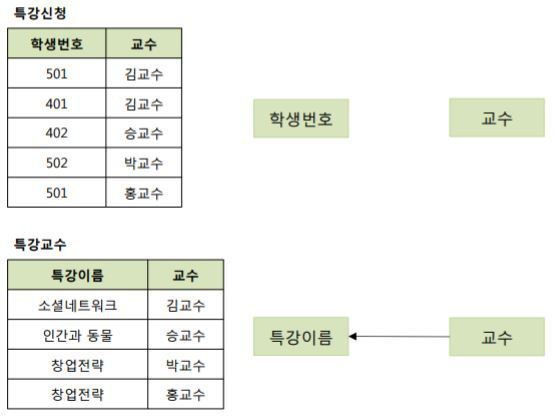 특강신청
학생번호 교수
501 김교수
401 김교수
402 승교수
502 박교수
501 홍교수
학생번호 교수
특강교수
특강이름 교수
소셜네트워크 김교수
인간과 동물 승교수
창업전략 박교수
창업전략 홍교수
특강이름 교수